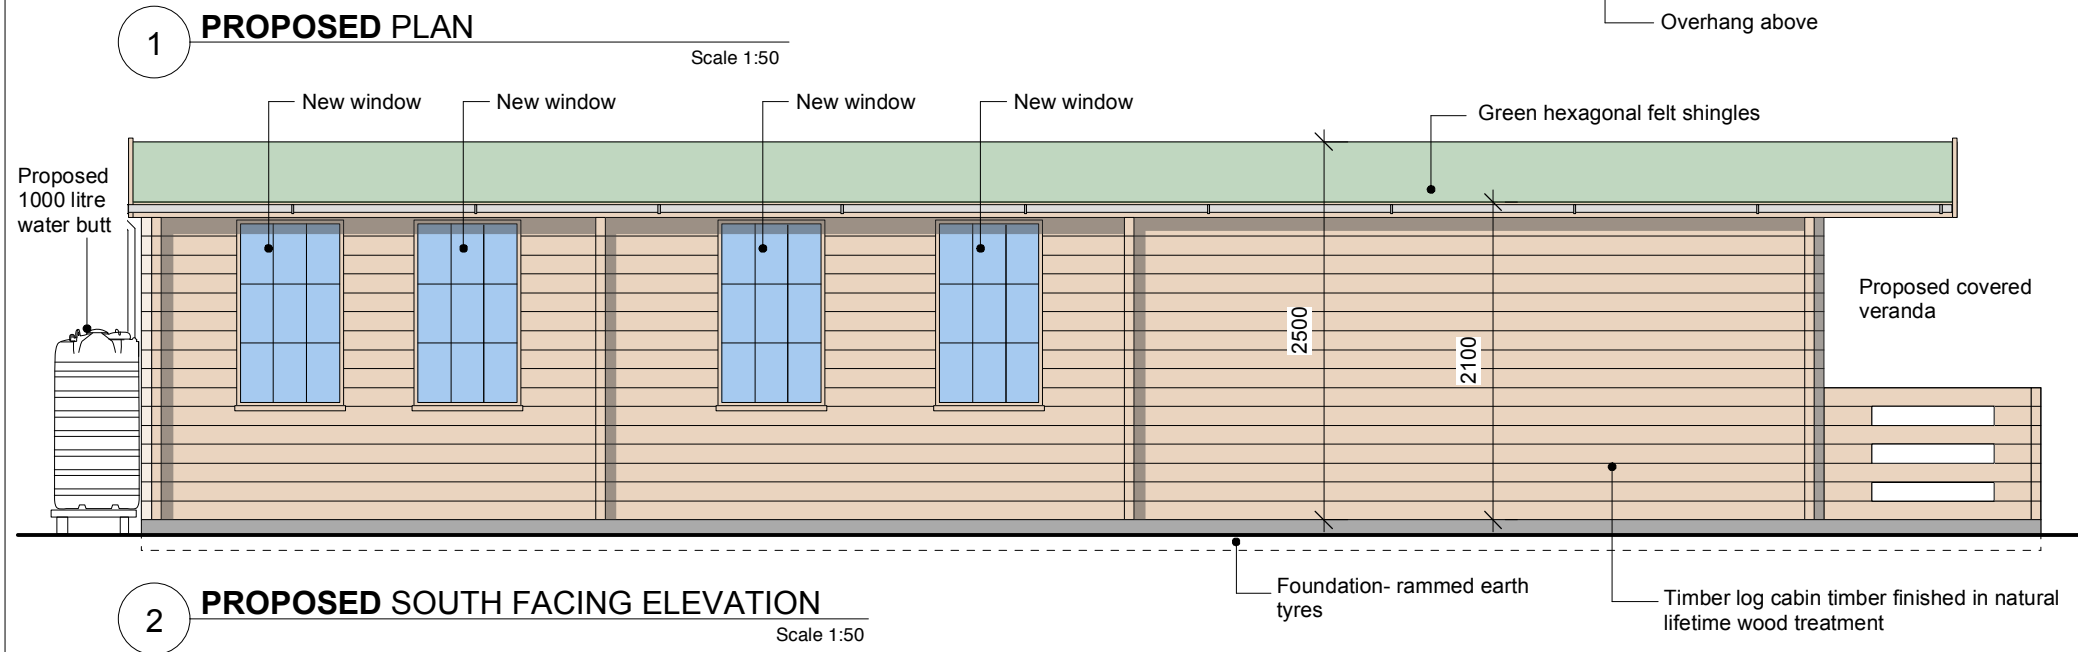 1
PROPOSED PLAN
Scale 1:50
Overhang above
New window
New window
New window
New window
Green hexagonal felt shingles
Proposed
1000 litre
water butt
Proposed covered
veranda
2500
2100
Foundation- rammed earth
tyres
Timber log cabin timber finished in natural
lifetime wood treatment
2
PROPOSED SOUTH FACING ELEVATION
Scale 1:50